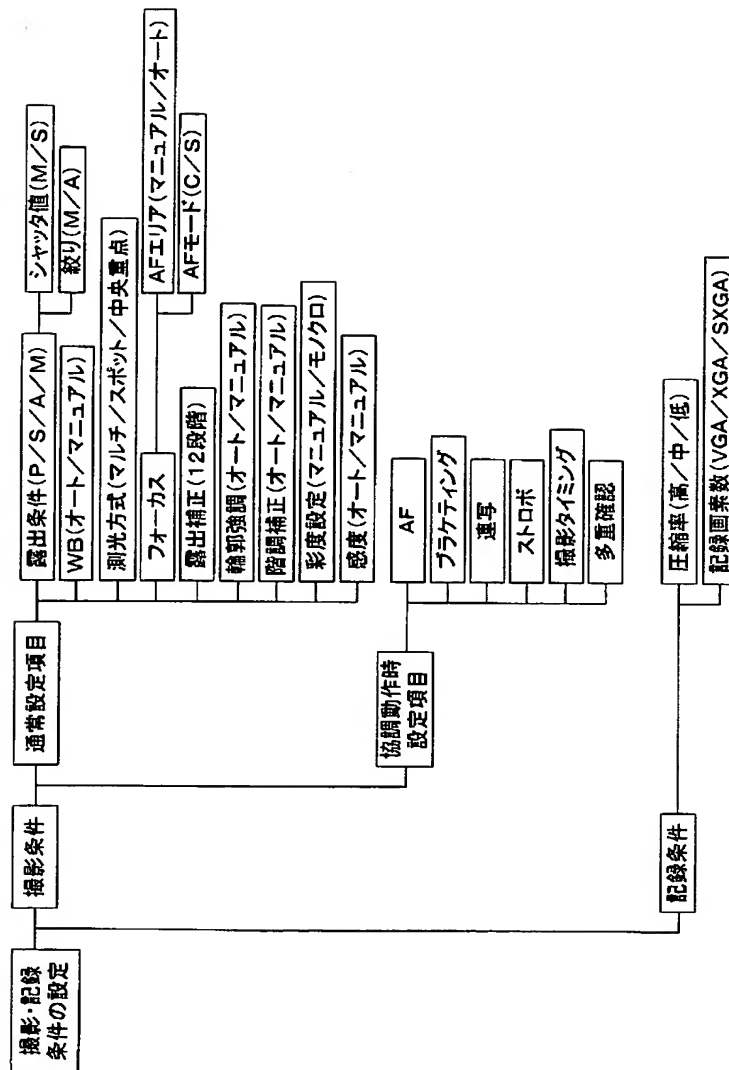 撮影・記録
条件の設定
撮影条件
通常設定項目
露出条件(P/S/A/M)
シャッタ値(M/S)
絞り(M/A)
WB(オート/マニュアル)
測光方式(マルチ/スポット/中央重点)
フォーカス
AFエリア(マニュアル/オート)
AFモード(C/S)
露出補正(12段階)
輪郭強調(オート/マニュアル)
階調補正(オート/マニュアル)
彩度設定(マニュアル/モノクロ)
感度(オート/マニュアル)
協調動作時
設定項目
AF
ブラケティング
連写
ストロボ
撮影タイミング
多重確認
記録条件
圧縮率(高/中/低)
記録画素数(VGA/XGA/SXGA)